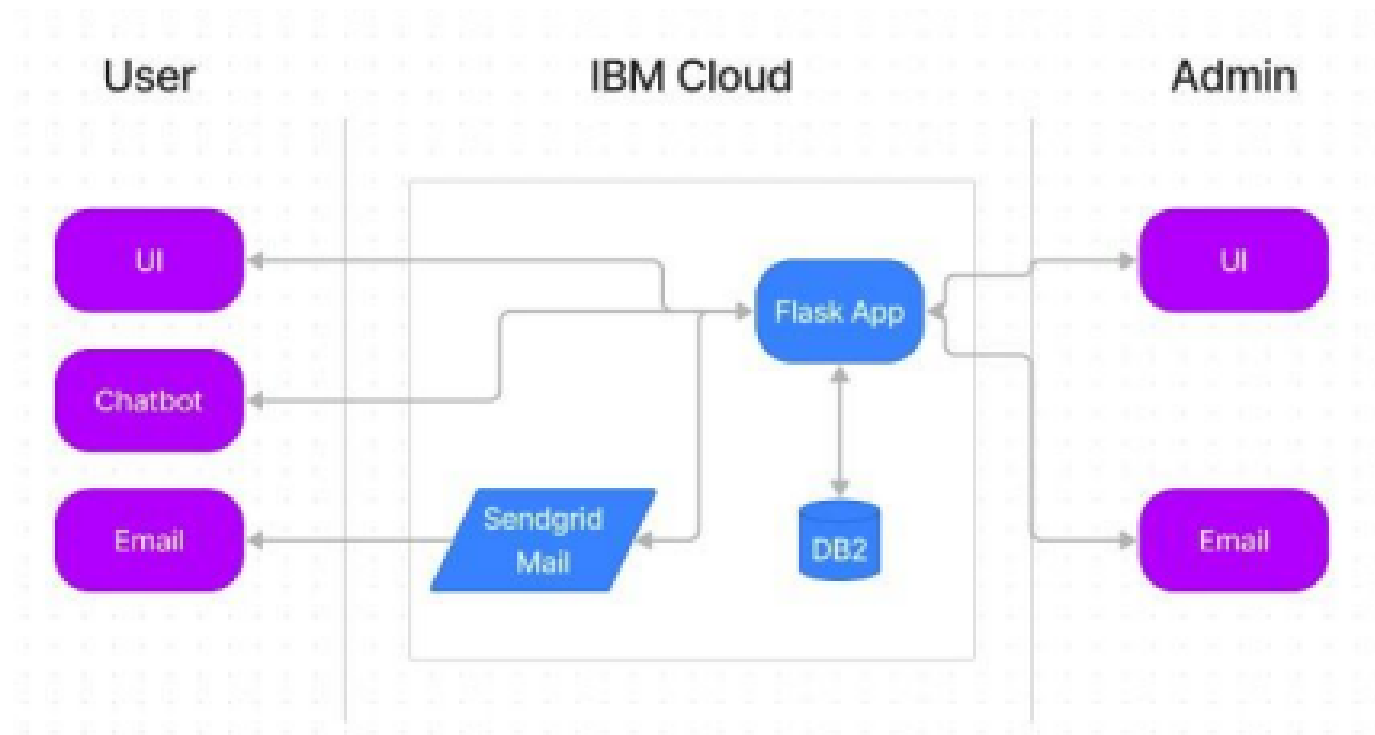 User
IBM Cloud
Admin
UI
Flask App
UI
Chatbot
Sendgrid
Mail
Email
DB2
Email